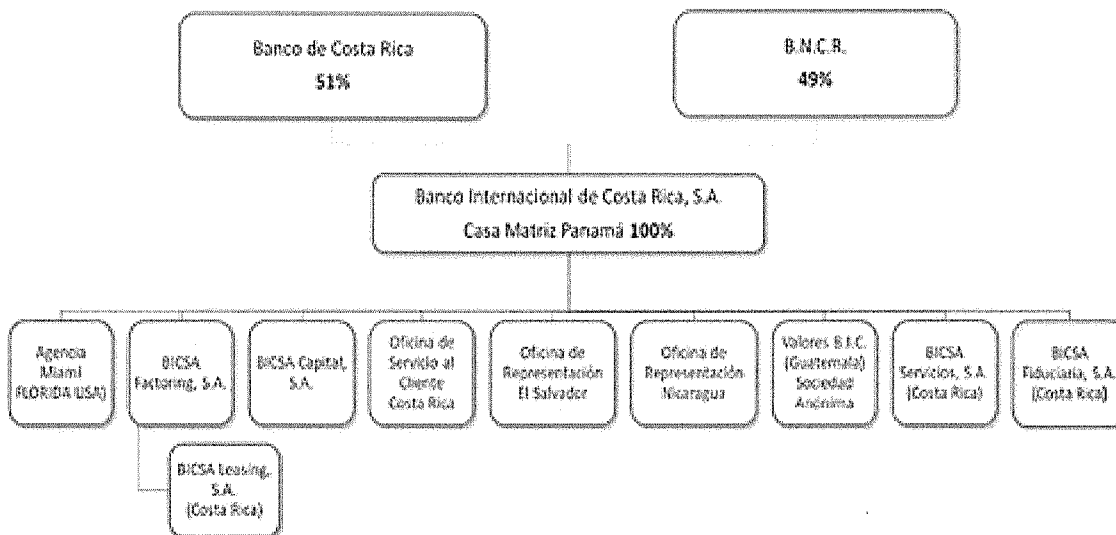 Banco de Costa Rica
51%
B.N.C.R.
49%
Banco Internacional de Costa Rica, S.A.
Casa Matriz Panamá 100%
Agencia
Miami
FLORIDA USA)
BICSA
Factoring, S.A.
BICSA Capital,
S.A.
Oficina de
Servicio al
Cliente
Costa Rica
Oficina de
Representación
El Salvador
Oficina de
Representación
Nicaragua
Valores B.I.C.
(Guatemala)
Sociedad
Anónima
BICSA
Servicios, S.A.
(Costa Rica)
BICSA
Fiduciaria, S.A.
(Costa Rica)
BICSA Leasing,
S.A.
(Costa Rica)